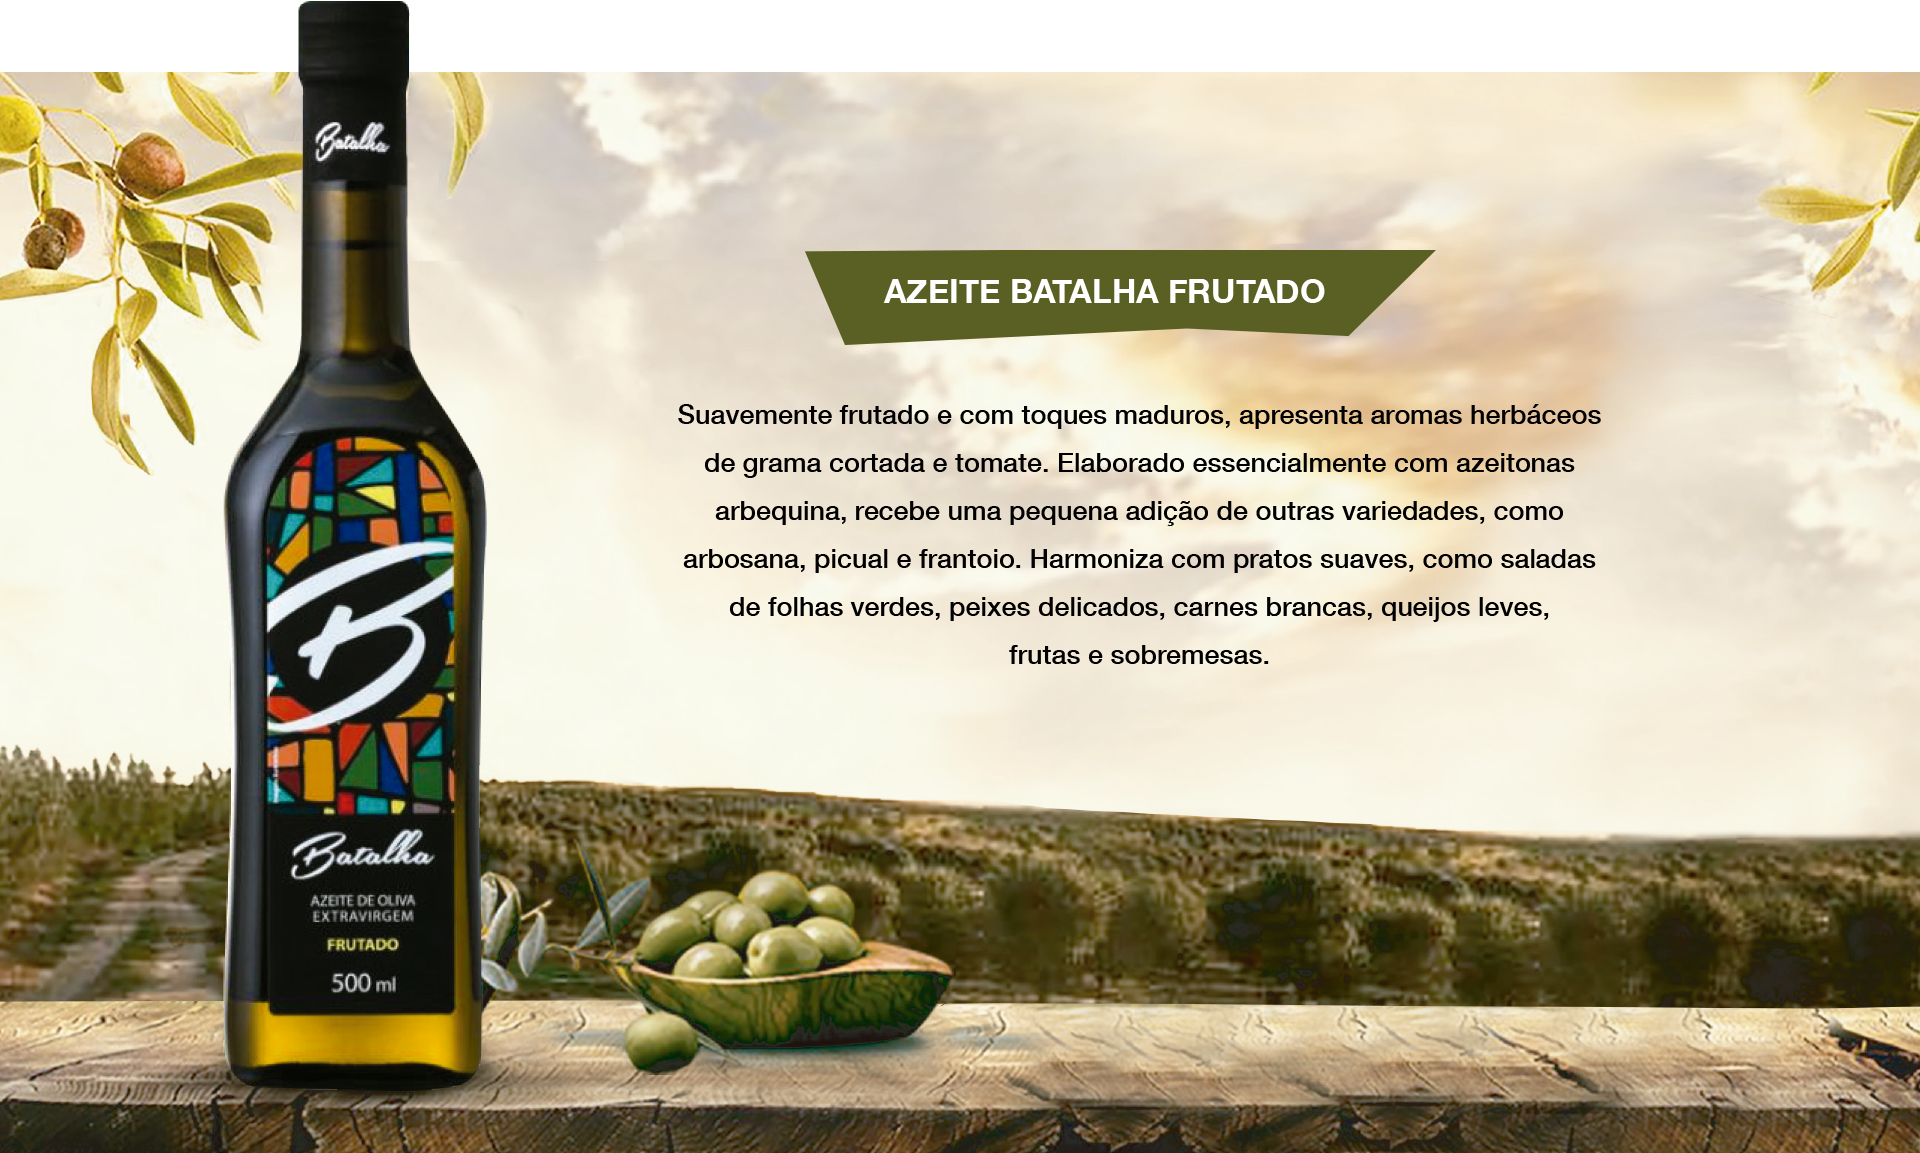 Batalha
AZEITE BATALHA FRUTADO
Suavemente frutado e com toques maduros, apresenta aromas herbáceos
de grama cortada e tomate. Elaborado essencialmente com azeitonas
arbequina, recebe uma pequena adição de outras variedades, como
arbosana, picual e frantoio. Harmoniza com pratos suaves, como saladas
de folhas verdes, peixes delicados, carnes brancas, queijos leves,
frutas e sobremesas.
B
Batalha
AZEITE DE OLIVA
EXTRAVIRGEM
FRUTADO
500 ml